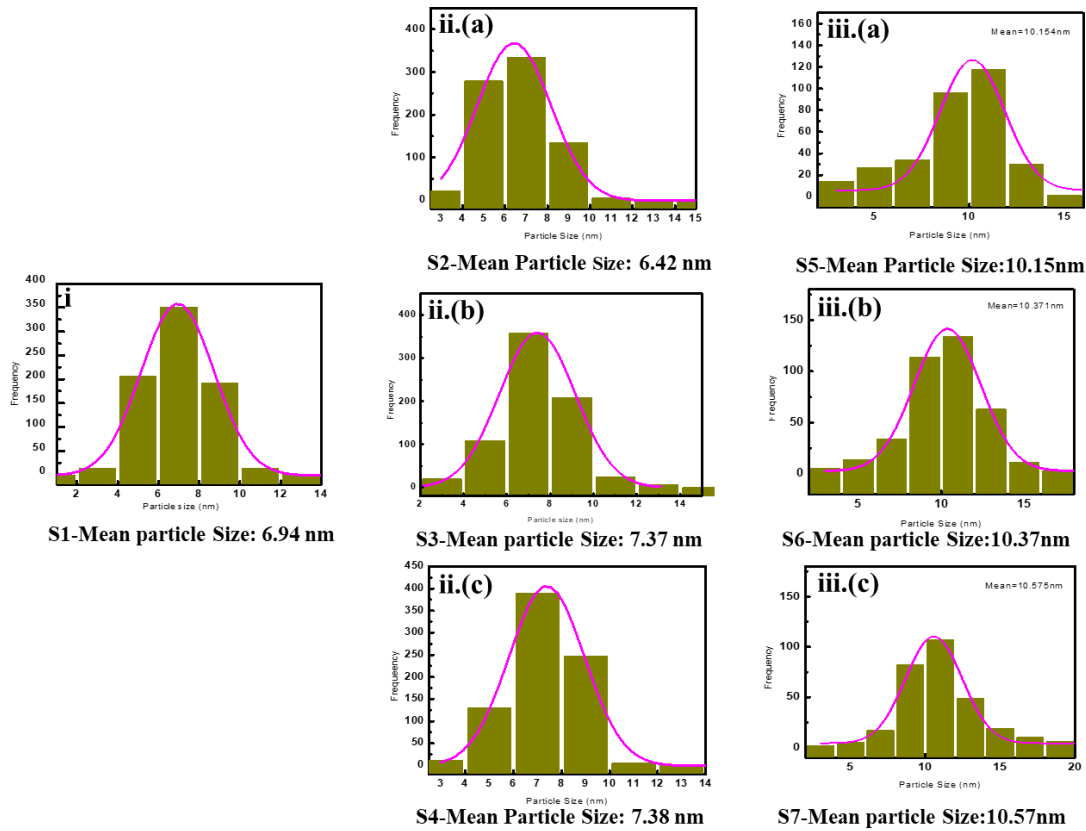 ii.(a)
400
300
200
100
0
Frequency
3 4 5 6 7 8 9 10 11 12 13 14 15
Particle Size (nm)
S2-Mean Particle Size: 6.42 nm
iii.(a)
Mean=10.154nm
160
140
120
100
80
60
40
20
0
Frequency
5 10 15
Particle Size (nm)
S5-Mean Particle Size:10.15nm
i
400
350
300
250
200
150
100
50
0
Frequency
2 4 6 8 10 12 14
Particle size (nm)
S1-Mean particle Size: 6.94 nm
ii.(b)
400
300
200
100
0
Frequency
2 4 6 8 10 12 14
Particle size (nm)
S3-Mean particle Size: 7.37 nm
iii.(b)
Mean=10.371nm
150
100
50
0
Frequency
5 10 15
Particle Size (nm)
S6-Mean particle Size:10.37nm
ii.(c)
450
400
350
300
250
200
150
100
50
0
Frequeency
3 4 5 6 7 8 9 10 11 12 13 14
Particle Size (nm)
S4-Mean Particle Size: 7.38 nm
iii.(c)
Mean=10.575nm
150
100
50
0
Frequency
5 10 15 20
Particle Size (nm)
S7-Mean particle Size:10.57nm